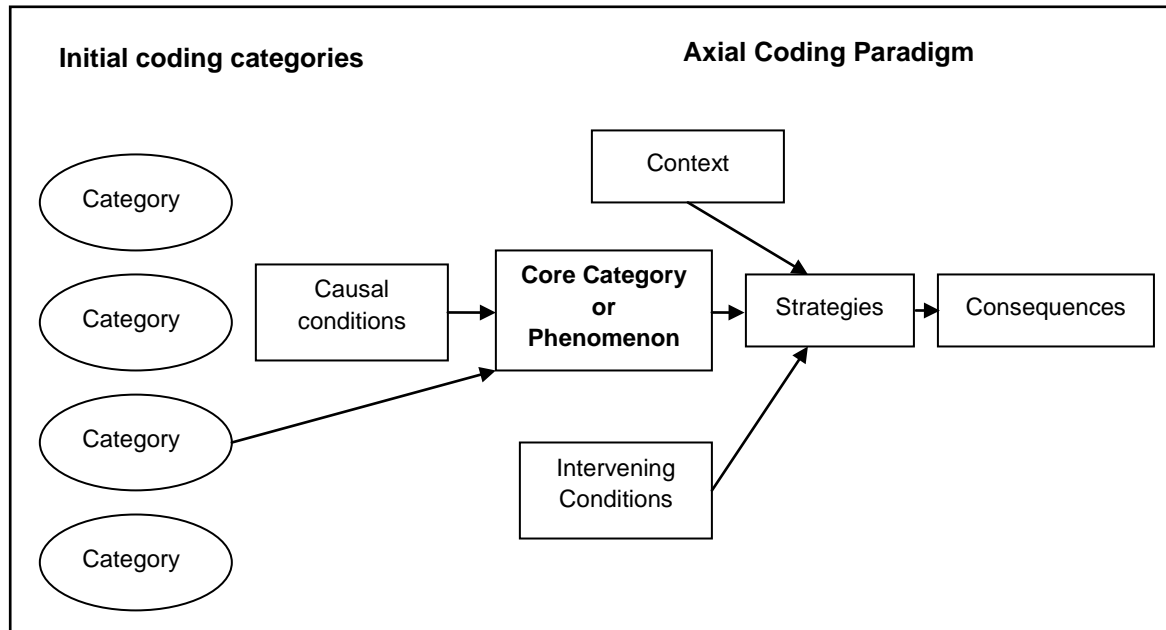 Initial coding categories
Axial Coding Paradigm
Category
Category
Category
Category
Causal
conditions
Core Category
or
Phenomenon
Context
Strategies
Consequences
Intervening
Conditions